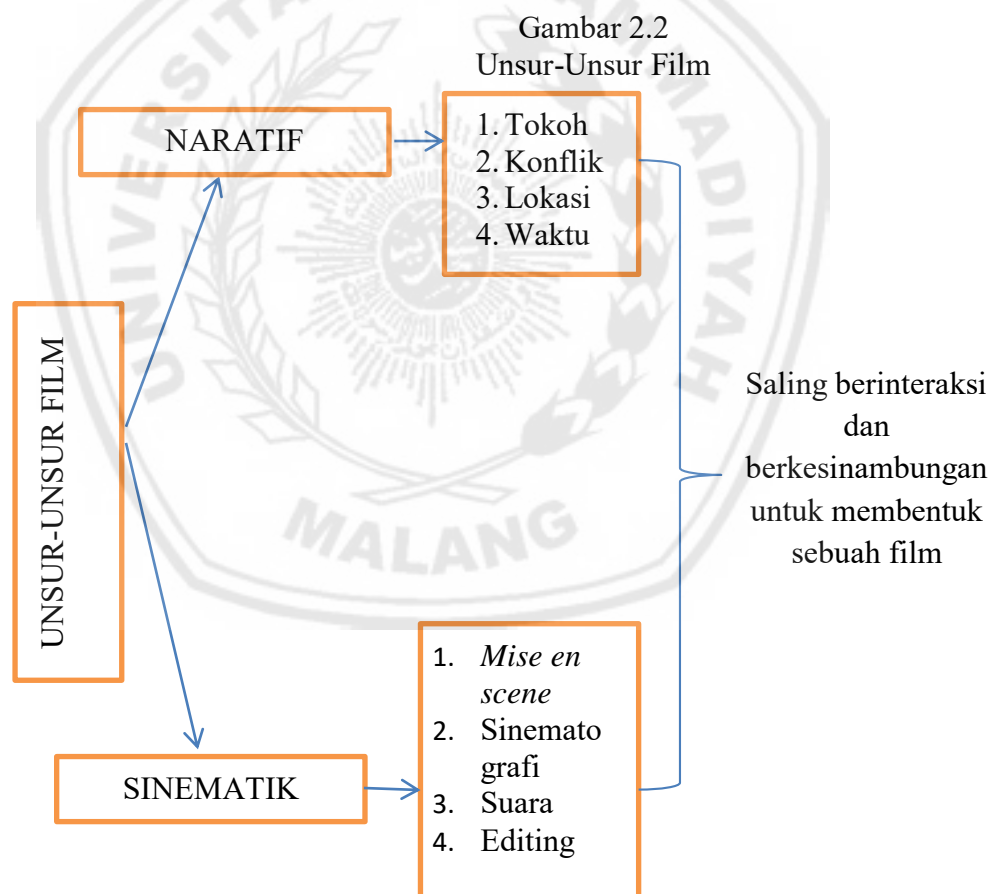 Gambar 2.2
Unsur-Unsur Film
NARATIF
1. Tokoh
2. Konflik
3. Lokasi
4. Waktu
UNSUR-UNSUR FILM
Saling berinteraksi
dan
berkesinambungan
untuk membentuk
sebuah film
SINEMATIK
1. Mise en
scene
2. Sinemato
grafi
3. Suara
4. Editing
MALANG